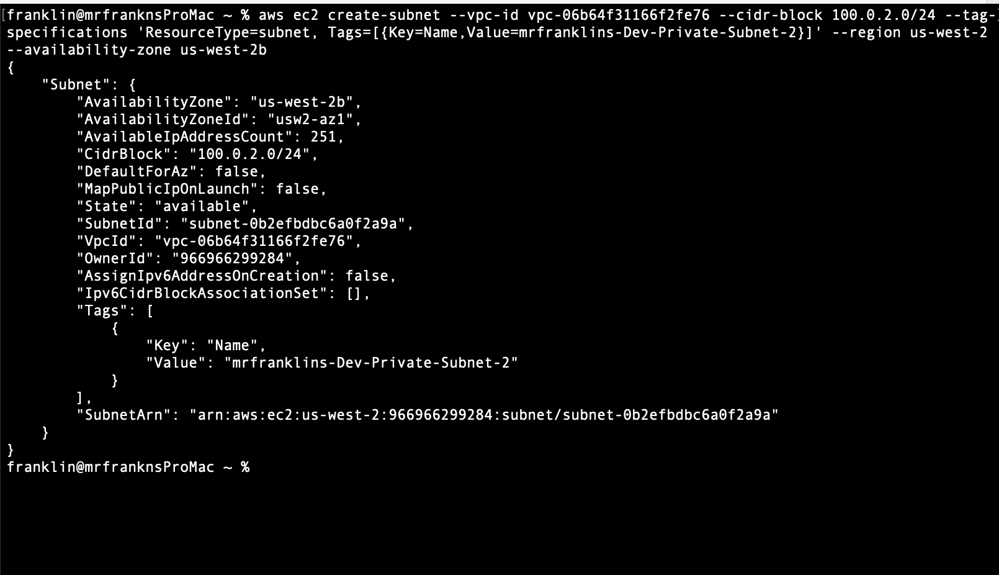 [franklin@mrfranknsProMac ~ % aws ec2 create-subnet --vpc-id vpc-06b64f31166f2fe76 --cidr-block 100.0.2.0/24 --tag-]
specifications 'ResourceType=subnet, Tags=[{Key=Name,Value=mrfranklins-Dev-Private-Subnet-2}]' --region us-west-2
--availability-zone us-west-2b
{
    "Subnet": {
        "AvailabilityZone": "us-west-2b",
        "AvailabilityZoneId": "usw2-az1",
        "AvailableIpAddressCount": 251,
        "CidrBlock": "100.0.2.0/24",
        "DefaultForAz": false,
        "MapPublicIpOnLaunch": false,
        "State": "available",
        "SubnetId": "subnet-0b2efbdbc6a0f2a9a",
        "VpcId": "vpc-06b64f31166f2fe76",
        "OwnerId": "966966299284",
        "AssignIpv6AddressOnCreation": false,
        "Ipv6CidrBlockAssociationSet": [],
        "Tags": [
            {
                "Key": "Name",
                "Value": "mrfranklins-Dev-Private-Subnet-2"
            }
        ],
        "SubnetArn": "arn:aws:ec2:us-west-2:966966299284:subnet/subnet-0b2efbdbc6a0f2a9a"
    }
}
franklin@mrfranknsProMac ~ %